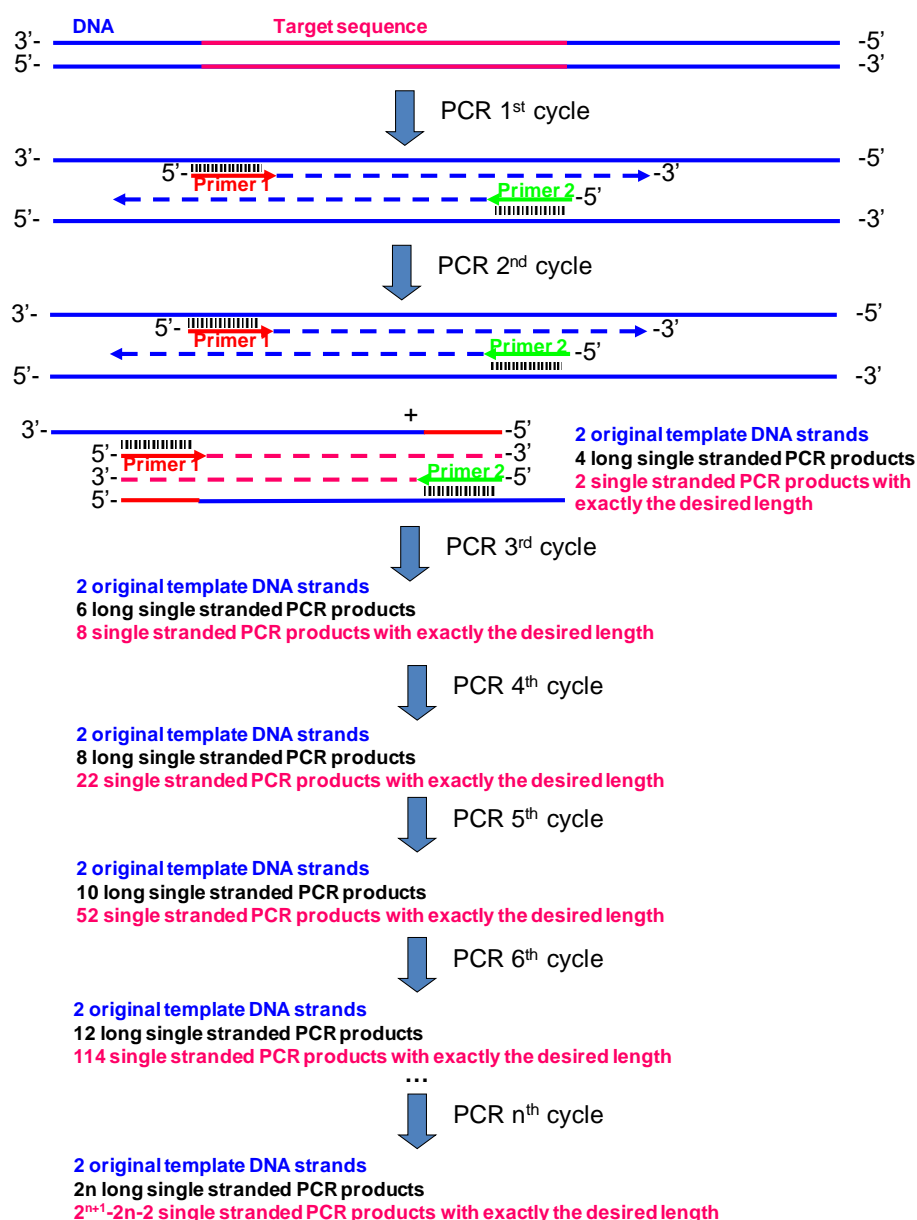 DNA Target sequence
3'- -5'
5'- -3'
PCR 1st cycle
3'- -5'
5'- -3'
Primer 1 Primer 2
-5'
5'- -3'
PCR 2nd cycle
3'- -5'
5'- -3'
Primer 1 Primer 2
-5'
5'- -3'
+
3'- -5'
5'- -3'
Primer 1 Primer 2
3'- -5'
5'-
2 original template DNA strands
4 long single stranded PCR products
2 single stranded PCR products with
exactly the desired length
PCR 3rd cycle
2 original template DNA strands
6 long single stranded PCR products
8 single stranded PCR products with exactly the desired length
PCR 4th cycle
2 original template DNA strands
8 long single stranded PCR products
22 single stranded PCR products with exactly the desired length
PCR 5th cycle
2 original template DNA strands
10 long single stranded PCR products
52 single stranded PCR products with exactly the desired length
PCR 6th cycle
2 original template DNA strands
12 long single stranded PCR products
114 single stranded PCR products with exactly the desired length
...
PCR nth cycle
2 original template DNA strands
2n long single stranded PCR products
2n+1-2n-2 single stranded PCR products with exactly the desired length